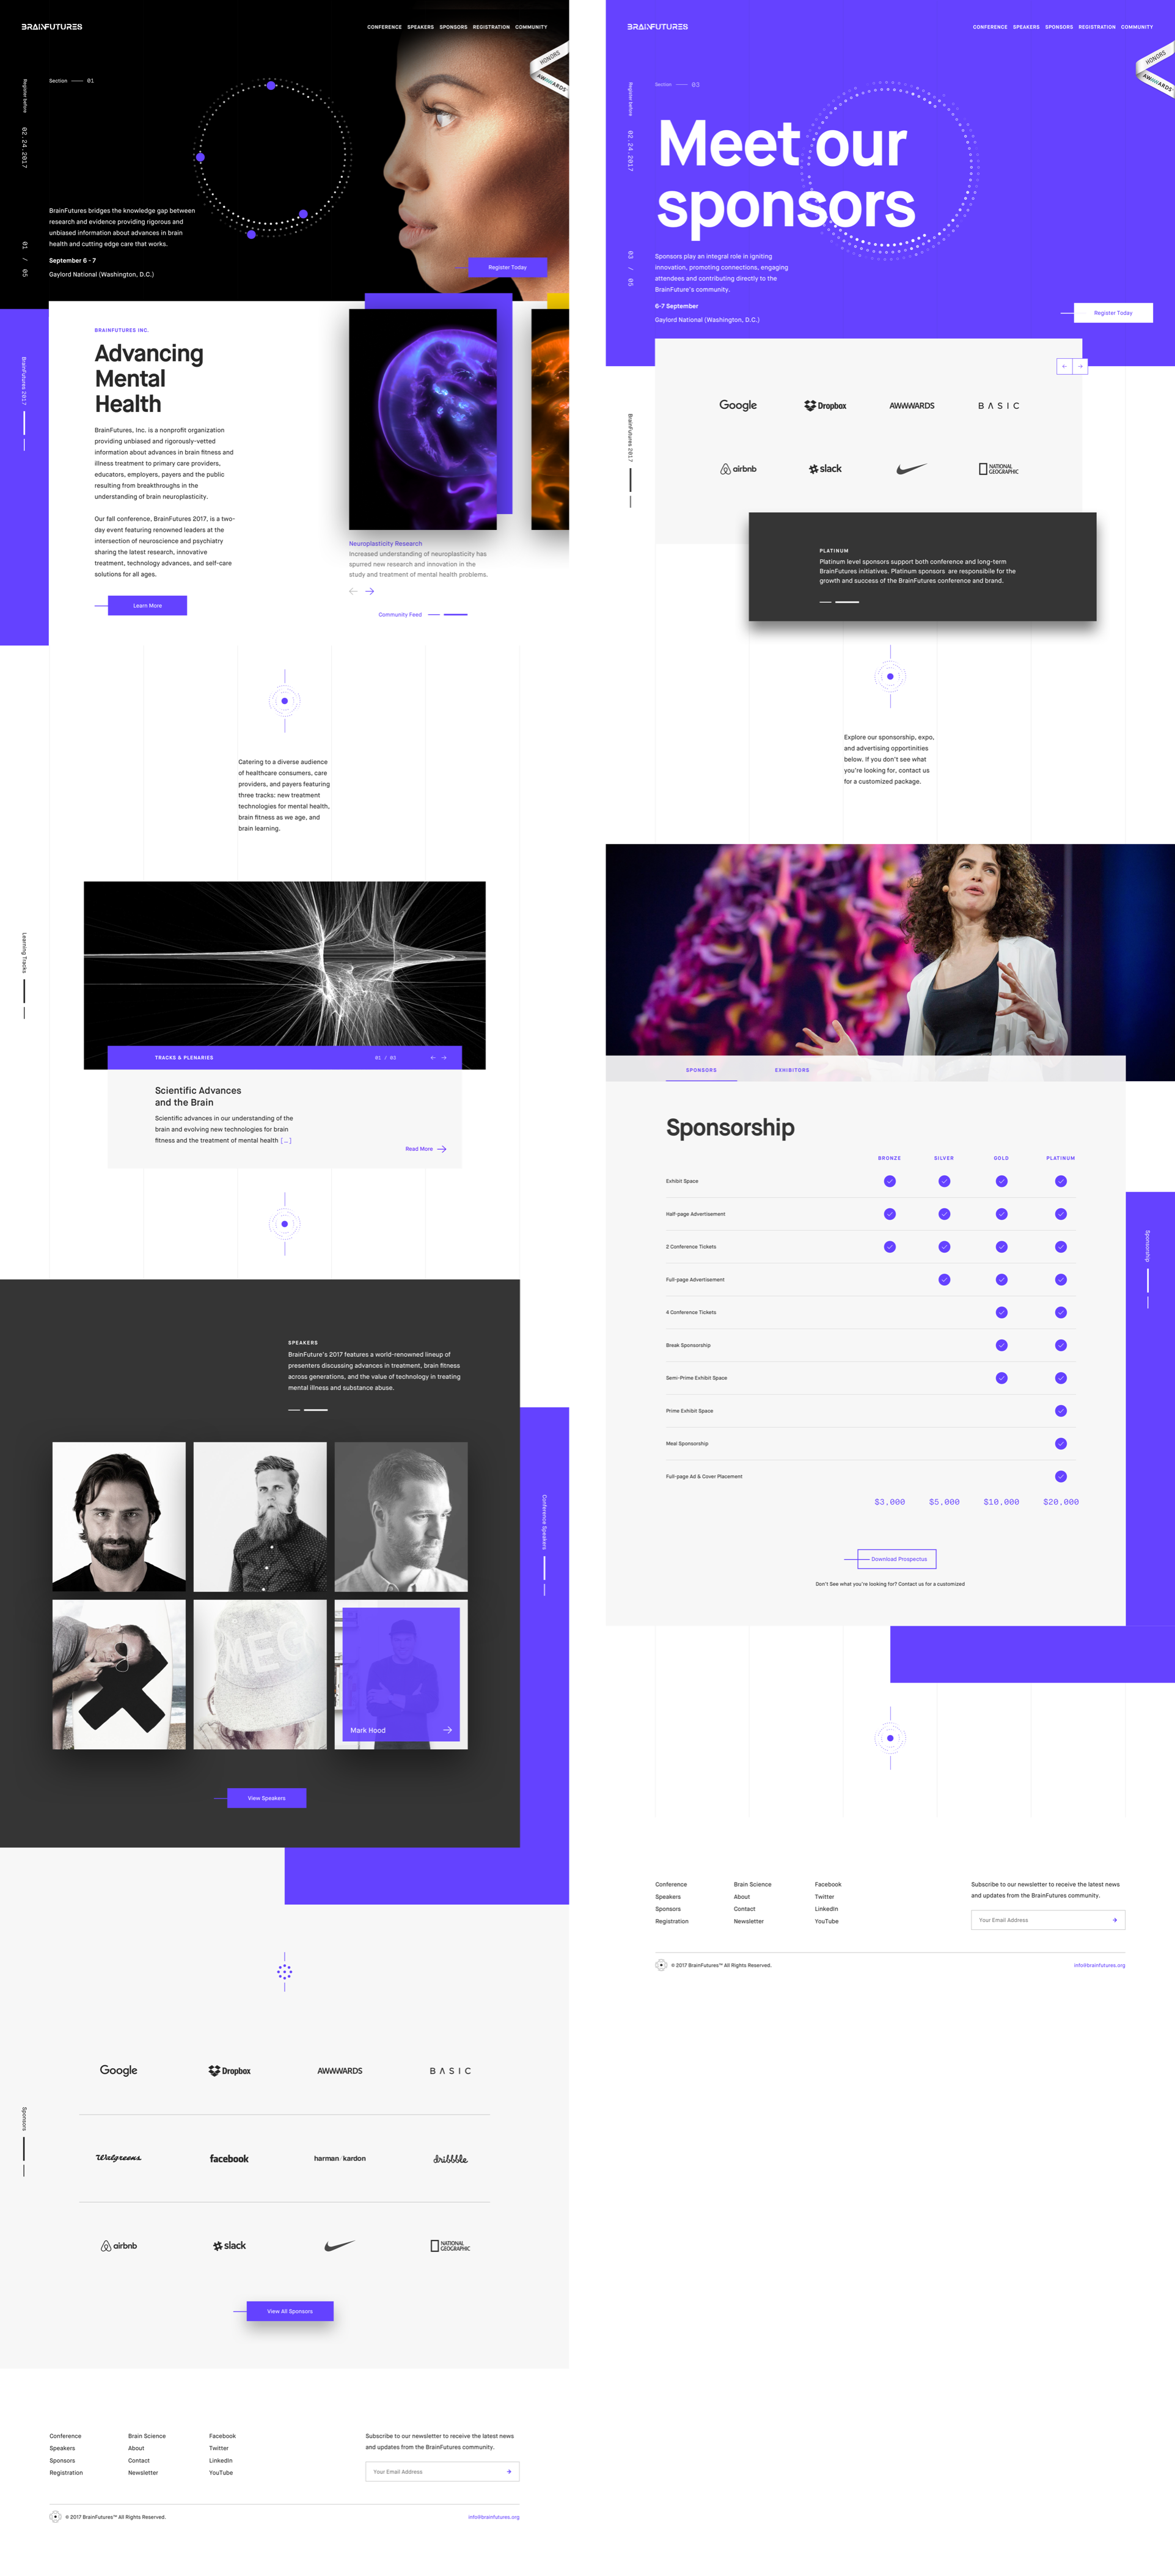 BRAINFUTURES
CONFERENCE SPEAKERS SPONSORS REGISTRATION COMMUNITY
HONORS
AWWWARDS
Register before 02.24.2017
Section 01
01 / 05
BrainFutures bridges the knowledge gap between
research and evidence providing rigorous and
unbiased information about advances in brain
health and cutting edge care that works.
September 6 - 7
Gaylord National (Washington, D.C.)
Register Today
BrainFutures 2017
BRAINFUTURES INC.
Advancing
Mental
Health
BrainFutures, Inc. is a nonprofit organization
providing unbiased and rigorously-vetted
information about advances in brain fitness and
illness treatment to primary care providers,
educators, employers, payers and the public
resulting from breakthroughs in the
understanding of brain neuroplasticity.
Our fall conference, BrainFutures 2017, is a two-
day event featuring renowned leaders at the
intersection of neuroscience and psychiatry
sharing the latest research, innovative
treatment, technology advances, and self-care
solutions for all ages.
Learn More
Neuroplasticity Research
Increased understanding of neuroplasticity has
spurred new research and innovation in the
study and treatment of mental health problems.
Community Feed
Catering to a diverse audience
of healthcare consumers, care
providers, and payers featuring
three tracks: new treatment
technologies for mental health,
brain fitness as we age, and
brain learning.
Learning Tracks
TRACKS & PLENARIES 01 / 03
Scientific Advances
and the Brain
Scientific advances in our understanding of the
brain and evolving new technologies for brain
fitness and the treatment of mental health [...]
Read More
SPEAKERS
BrainFuture's 2017 features a world-renowned lineup of
presenters discussing advances in treatment, brain fitness
across generations, and the value of technology in treating
mental illness and substance abuse.
Conference Speakers
MEG
Mark Hood
View Speakers
Sponsors
Google Dropbox AWWWARDS BASIC
Walgreens facebook harman/kardon dribbble
airbnb slack NATIONAL GEOGRAPHIC
View All Sponsors
Conference Brain Science Facebook
Speakers About Twitter
Sponsors Contact LinkedIn
Registration Newsletter YouTube
Subscribe to our newsletter to receive the latest news
and updates from the BrainFutures community.
Your Email Address
© 2017 BrainFutures™ All Rights Reserved.
info@brainfutures.org
BRAINFUTURES
CONFERENCE SPEAKERS SPONSORS REGISTRATION COMMUNITY
HONORS
AWWWARDS
Register before 02.24.2017
Section 03
03 / 05
Meet our
sponsors
Sponsors play an integral role in igniting
innovation, promoting connections, engaging
attendees and contributing directly to the
BrainFuture's community.
6-7 September
Gaylord National (Washington, D.C.)
Register Today
BrainFutures 2017
Google Dropbox AWWWARDS BASIC
airbnb slack NATIONAL GEOGRAPHIC
PLATINUM
Platinum level sponsors support both conference and long-term
BrainFutures initiatives. Platinum sponsors are responsibile for the
growth and success of the BrainFutures conference and brand.
Explore our sponsorship, expo,
and advertising opportinities
below. If you don't see what
you're looking for, contact us
for a customized package.
SPONSORS EXHIBITORS
Sponsorship
Sponsorship
BRONZE SILVER GOLD PLATINUM
Exhibit Space
Half-page Advertisement
2 Conference Tickets
Full-page Advertisement
4 Conference Tickets
Break Sponsorship
Semi-Prime Exhibit Space
Prime Exhibit Space
Meal Sponsorship
Full-page Ad & Cover Placement
$3,000 $5,000 $10,000 $20,000
Download Prospectus
Don't See what you're looking for? Contact us for a customized
Conference Brain Science Facebook
Speakers About Twitter
Sponsors Contact LinkedIn
Registration Newsletter YouTube
Subscribe to our newsletter to receive the latest news
and updates from the BrainFutures community.
Your Email Address
© 2017 BrainFutures™ All Rights Reserved.
info@brainfutures.org